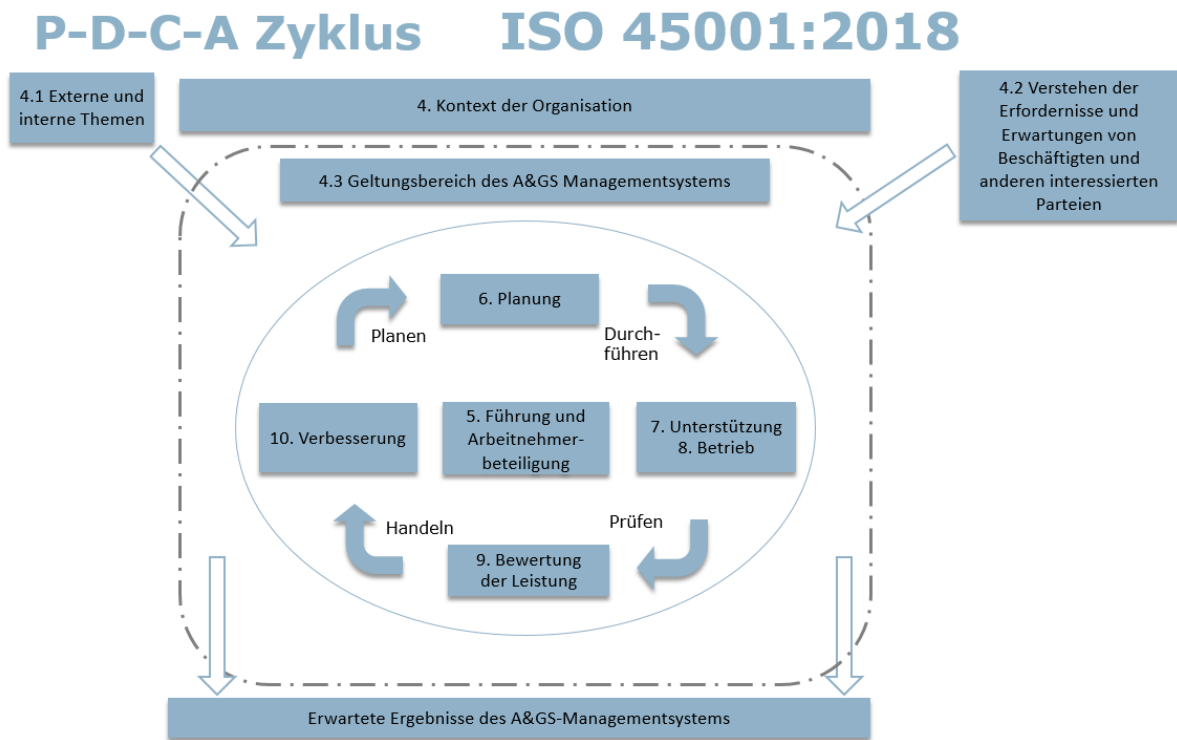 P-D-C-A Zyklus ISO 45001:2018
4.1 Externe und
interne Themen
4. Kontext der Organisation
4.2 Verstehen der
Erfordernisse und
Erwartungen von
Beschäftigten und
anderen interessierten
Parteien
4.3 Geltungsbereich des A&GS Managementsystems
6. Planung
Planen
Durch-
führen
10. Verbesserung
5. Führung und
Arbeitnehmer-
beteiligung
7. Unterstützung
8. Betrieb
Handeln
Prüfen
9. Bewertung
der Leistung
Erwartete Ergebnisse des A&GS-Managementsystems